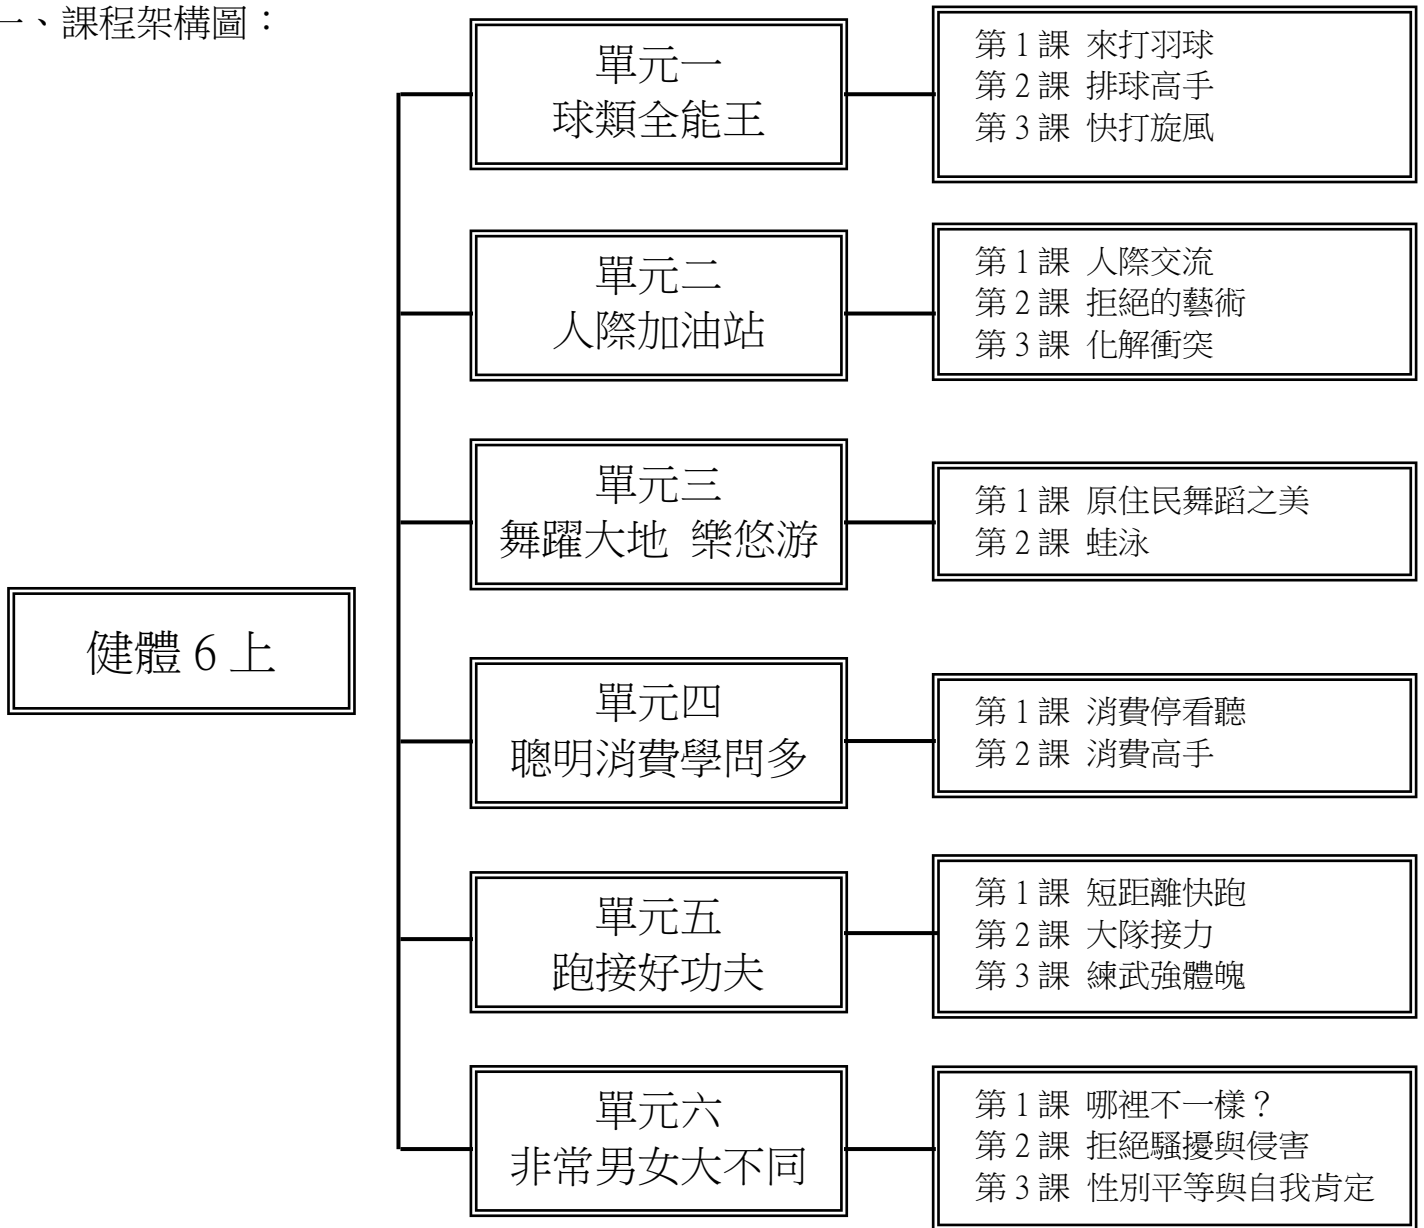 一、課程架構圖：
健體 6 上
單元一
球類全能王
第 1 課 來打羽球
第 2 課 排球高手
第 3 課 快打旋風
單元二
人際加油站
第 1 課 人際交流
第 2 課 拒絕的藝術
第 3 課 化解衝突
單元三
舞躍大地 樂悠游
第 1 課 原住民舞蹈之美
第 2 課 蛙泳
單元四
聰明消費學問多
第 1 課 消費停看聽
第 2 課 消費高手
單元五
跑接好功夫
第 1 課 短距離快跑
第 2 課 大隊接力
第 3 課 練武強體魄
單元六
非常男女大不同
第 1 課 哪裡不一樣？
第 2 課 拒絕騷擾與侵害
第 3 課 性別平等與自我肯定